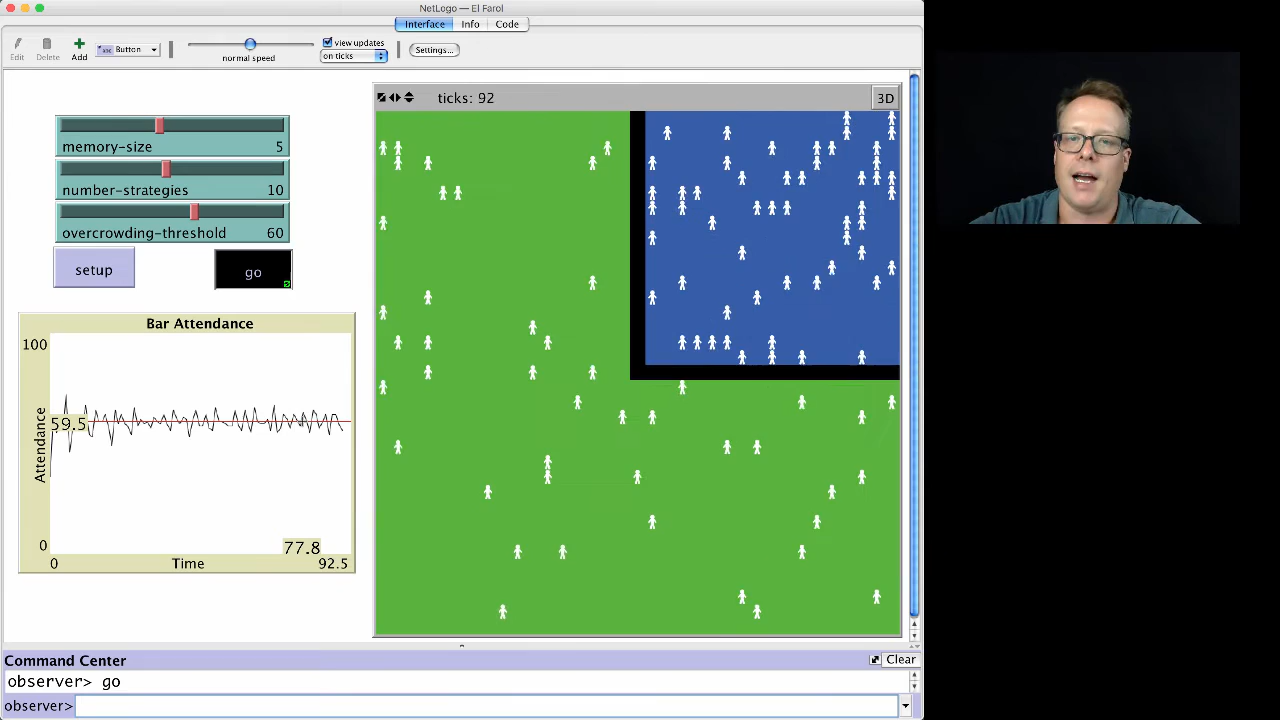 NetLogo — El Farol
Interface Info Code
Edit Delete Add Button normal speed view updates on ticks Settings...
ticks: 92 3D
memory-size 5
number-strategies 10
overcrowding-threshold 60
setup go
Bar Attendance
100
Attendance
59.5
0
77.8
0 Time 92.5
Command Center Clear
observer> go
observer>